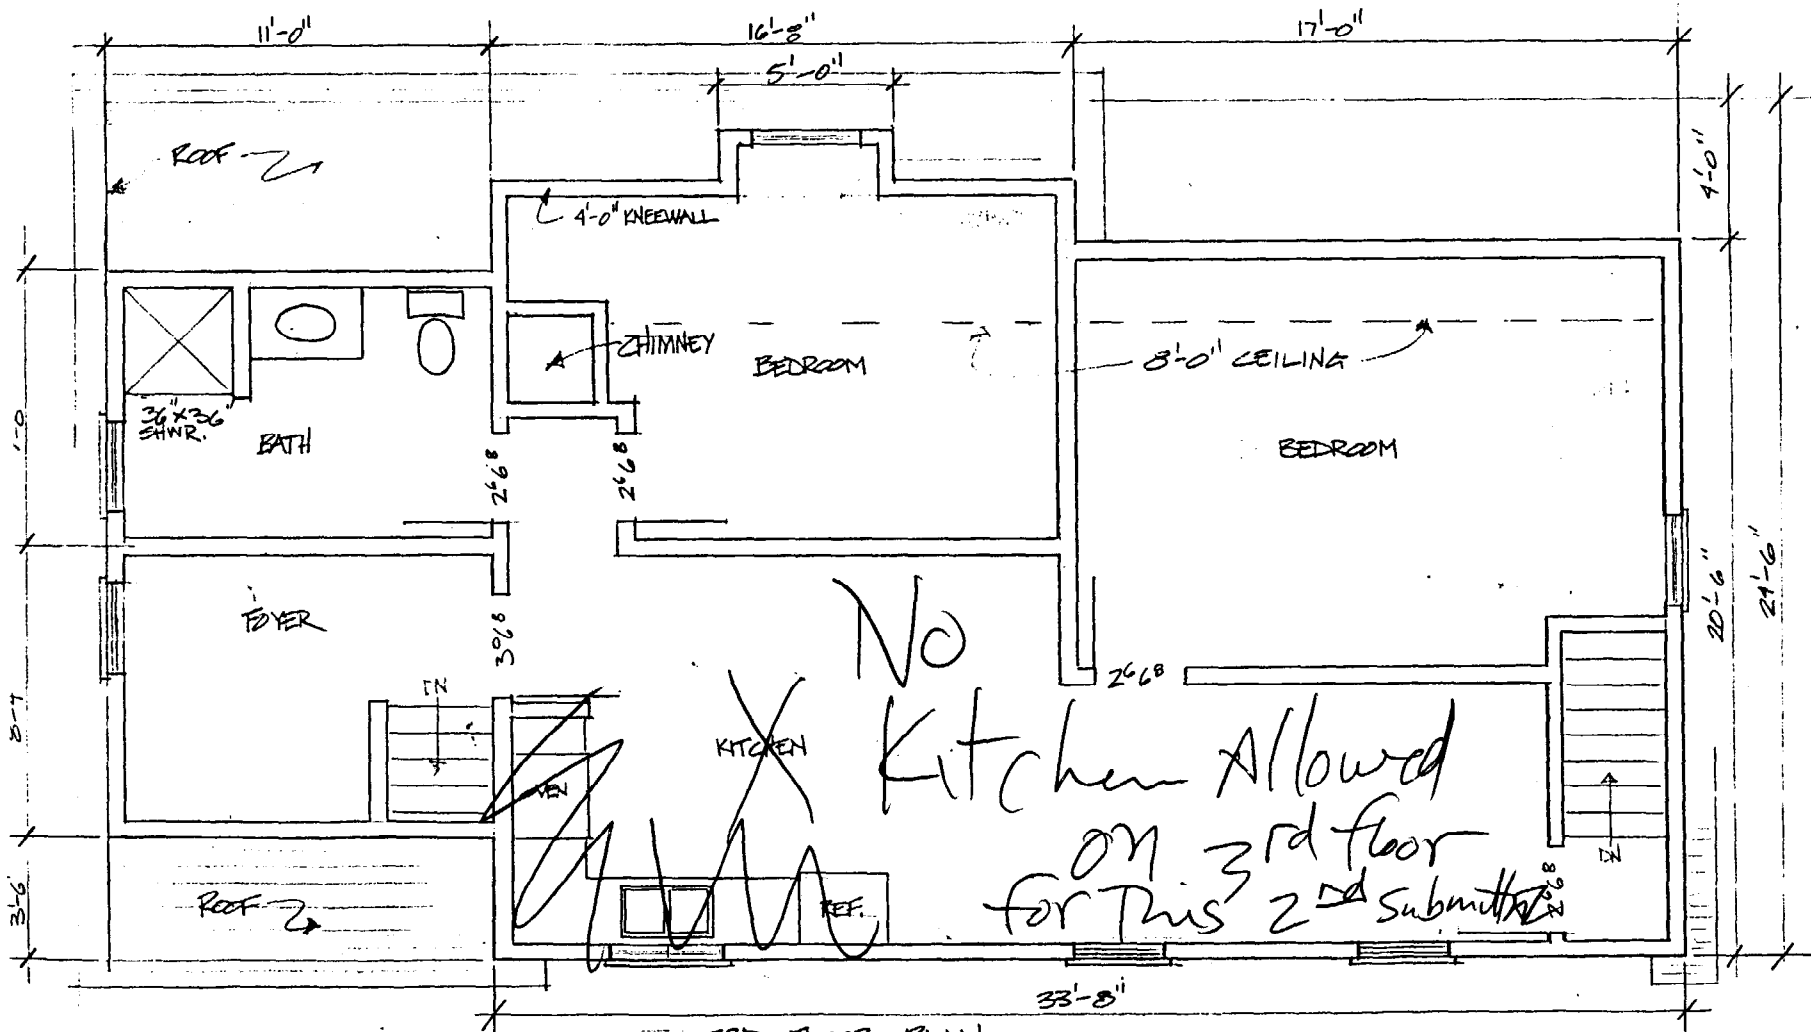 11'-0"
16'-8"
17'-0"
5'-0"
ROOF
4'-0"
4'-0" KNEEWALL
CHIMNEY
BEDROOM
8'-0" CEILING
36"x36"
SHWR.
BATH
2⁶6⁸
2⁶6⁸
BEDROOM
20'-6"
24'-6"
FOYER
3⁰6⁸
No
2⁶6⁸
DN
KITCHEN
Kitchen Allowed
on 3rd floor
for This 2nd submittal
DN
2⁶6⁸
ROOF
REF.
3'-6"
33'-8"